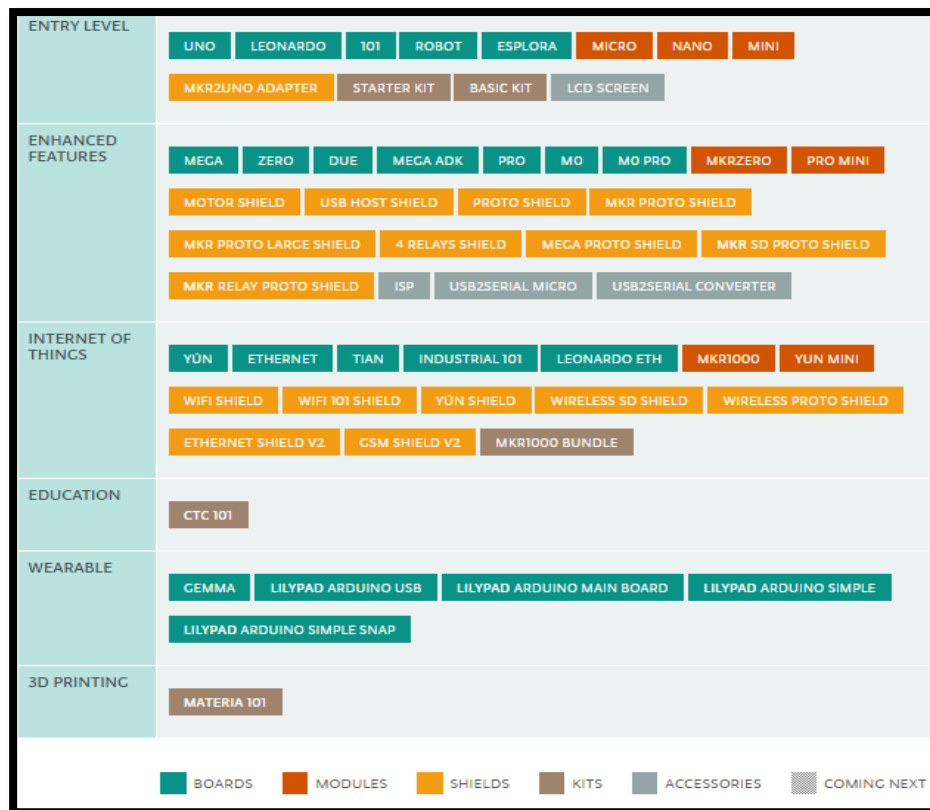 ENTRY LEVEL
UNO LEONARDO 101 ROBOT ESPLORA MICRO NANO MINI
MKR2UNO ADAPTER STARTER KIT BASIC KIT LCD SCREEN
ENHANCED
FEATURES
MEGA ZERO DUE MEGA ADK PRO M0 M0 PRO MKRZERO PRO MINI
MOTOR SHIELD USB HOST SHIELD PROTO SHIELD MKR PROTO SHIELD
MKR PROTO LARGE SHIELD 4 RELAYS SHIELD MEGA PROTO SHIELD MKR SD PROTO SHIELD
MKR RELAY PROTO SHIELD ISP USB2SERIAL MICRO USB2SERIAL CONVERTER
INTERNET OF
THINGS
YÚN ETHERNET TIAN INDUSTRIAL 101 LEONARDO ETH MKR1000 YUN MINI
WIFI SHIELD WIFI 101 SHIELD YÚN SHIELD WIRELESS SD SHIELD WIRELESS PROTO SHIELD
ETHERNET SHIELD V2 GSM SHIELD V2 MKR1000 BUNDLE
EDUCATION
CTC 101
WEARABLE
GEMMA LILYPAD ARDUINO USB LILYPAD ARDUINO MAIN BOARD LILYPAD ARDUINO SIMPLE
LILYPAD ARDUINO SIMPLE SNAP
3D PRINTING
MATERIA 101
BOARDS MODULES SHIELDS KITS ACCESSORIES COMING NEXT